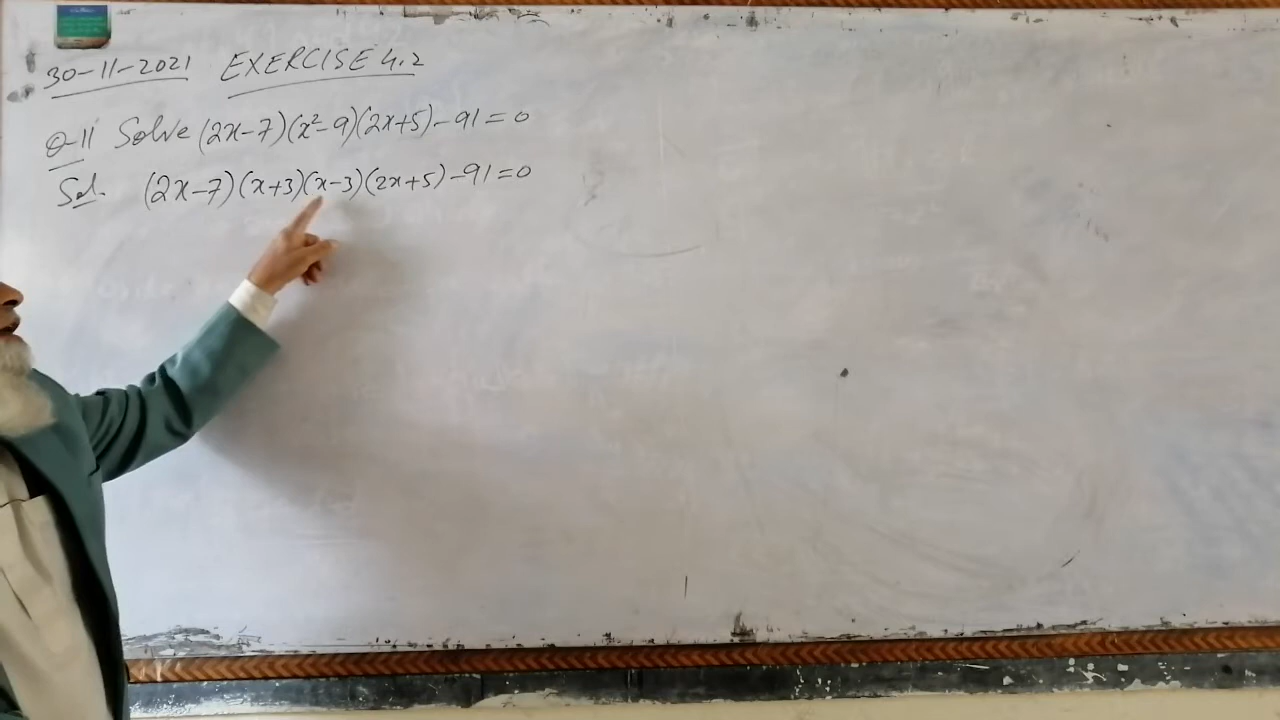 30-11-2021 EXERCISE 4.2
Q-11 Solve (2x-7)(x²-9)(2x+5)-91=0
Sol. (2x-7)(x+3)(x-3)(2x+5)-91=0